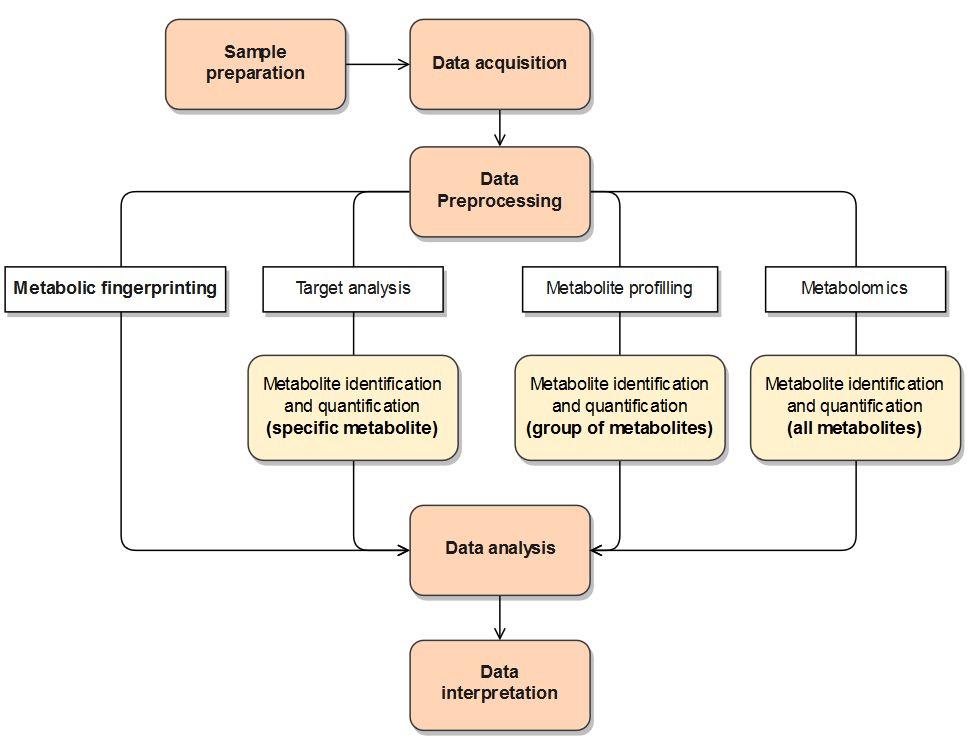 Sample
preparation
Data acquisition
Data
Preprocessing
Metabolic fingerprinting
Target analysis
Metabolite profilling
Metabolomics
Metabolite identification
and quantification
(specific metabolite)
Metabolite identification
and quantification
(group of metabolites)
Metabolite identification
and quantification
(all metabolites)
Data analysis
Data
interpretation